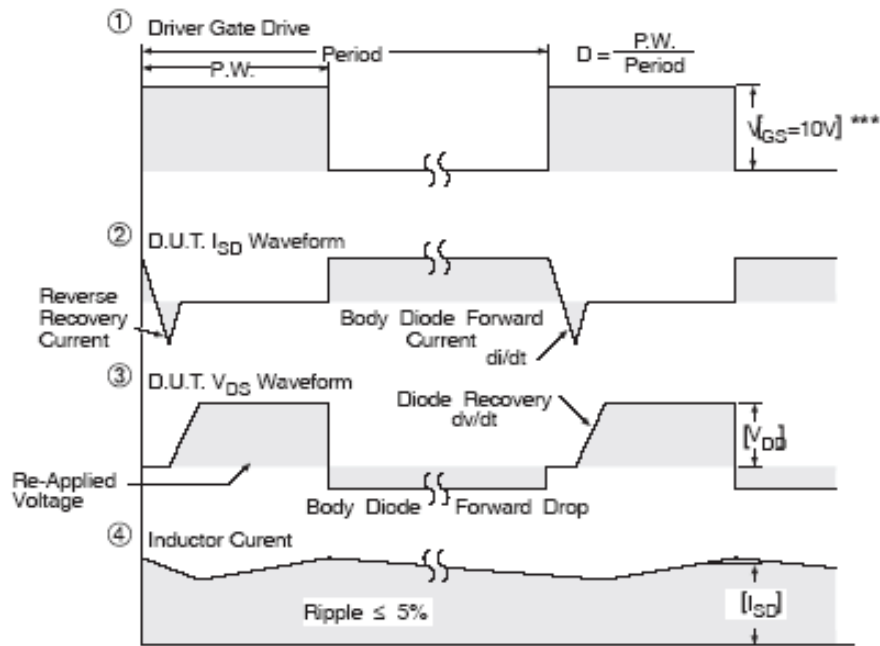 ① Driver Gate Drive
Period
P.W.
D = P.W. / Period
V[GS=10V] ***
② D.U.T. ISD Waveform
Reverse
Recovery
Current
Body Diode Forward
Current
di/dt
③ D.U.T. VDS Waveform
Diode Recovery
dv/dt
[VDD]
Re-Applied
Voltage
Body Diode Forward Drop
④ Inductor Curent
Ripple ≤ 5%
[ISD]